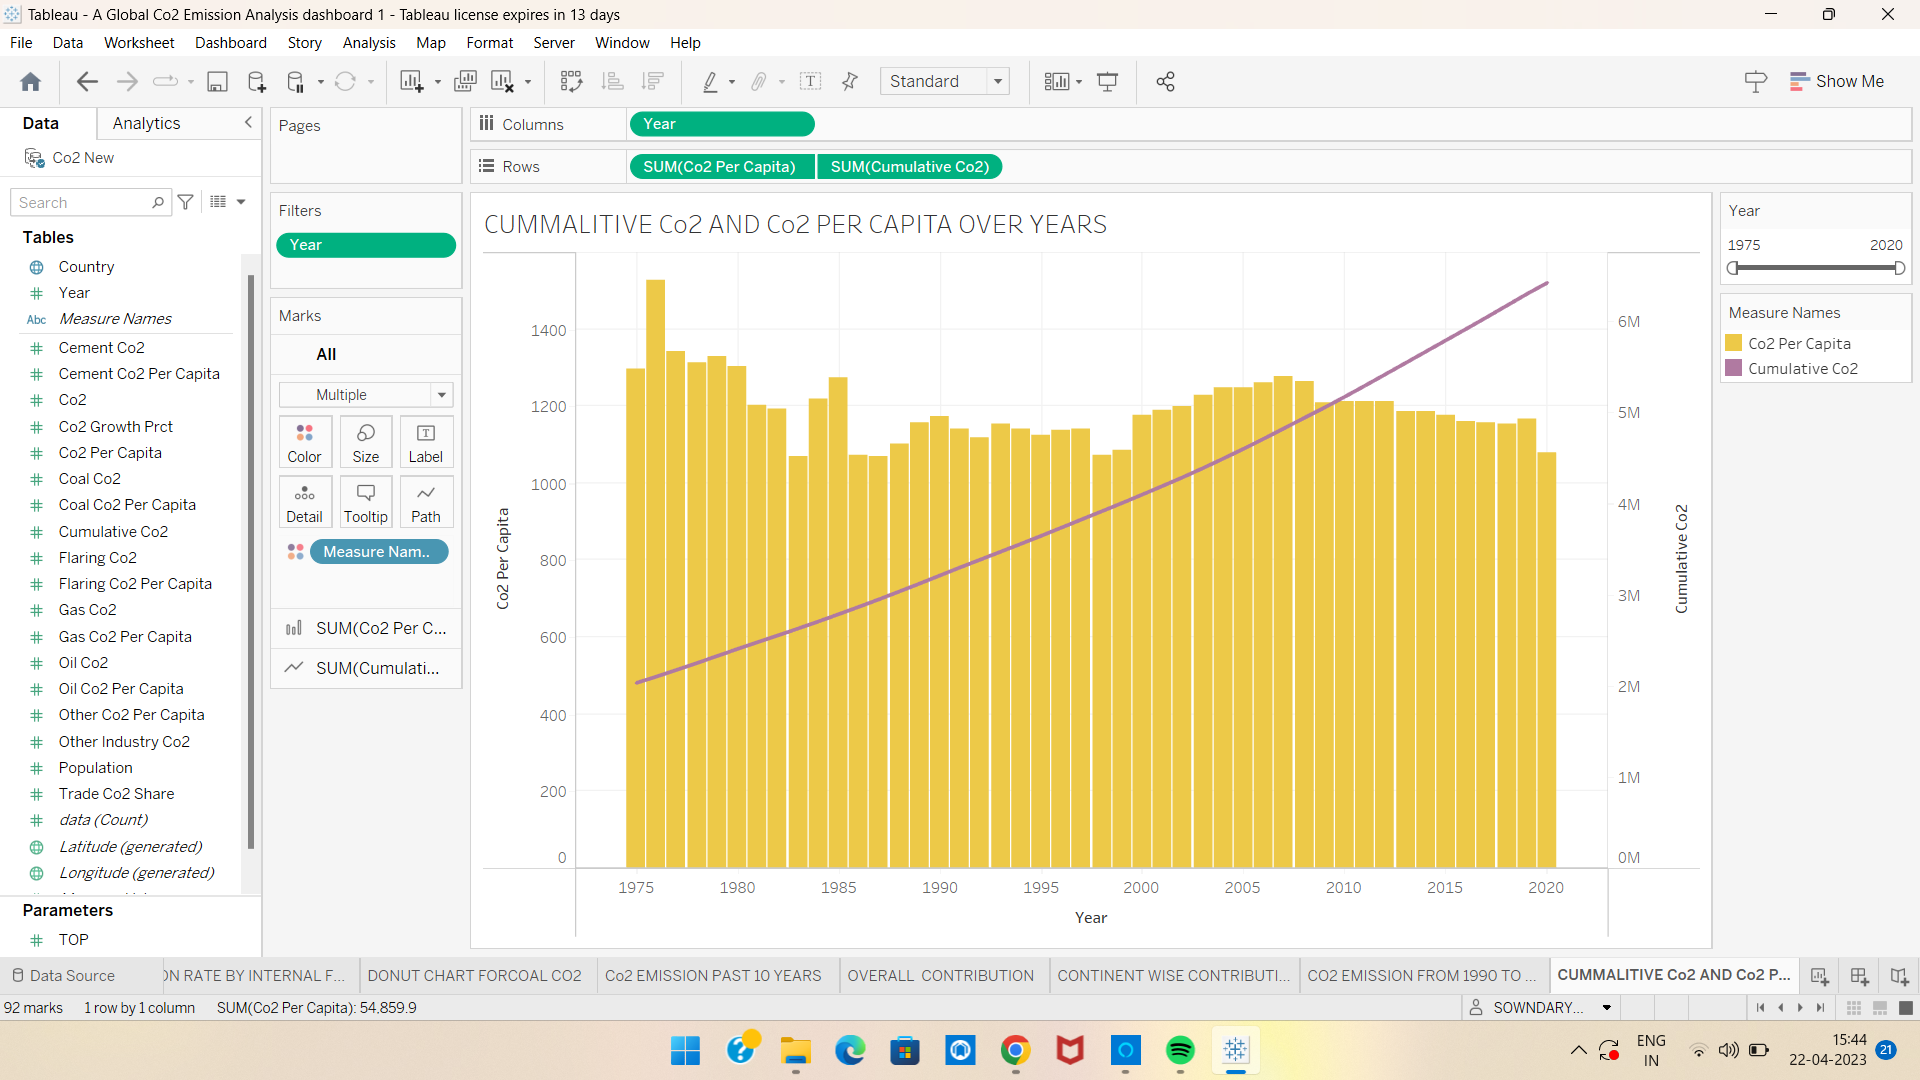 Tableau - A Global Co2 Emission Analysis dashboard 1 - Tableau license expires in 13 days
File Data Worksheet Dashboard Story Analysis Map Format Server Window Help
Standard
Show Me
Data Analytics
Co2 New
Search
Tables
Country
Year
Abc Measure Names
Cement Co2
Cement Co2 Per Capita
Co2
Co2 Growth Prct
Co2 Per Capita
Coal Co2
Coal Co2 Per Capita
Cumulative Co2
Flaring Co2
Flaring Co2 Per Capita
Gas Co2
Gas Co2 Per Capita
Oil Co2
Oil Co2 Per Capita
Other Co2 Per Capita
Other Industry Co2
Population
Trade Co2 Share
data (Count)
Latitude (generated)
Longitude (generated)
Parameters
TOP
Pages
Filters
Year
Marks
All
Multiple
Color Size Label
Detail Tooltip Path
Measure Nam..
SUM(Co2 Per C...
SUM(Cumulati...
Columns Year
Rows SUM(Co2 Per Capita) SUM(Cumulative Co2)
CUMMALITIVE Co2 AND Co2 PER CAPITA OVER YEARS
Co2 Per Capita
1400
1200
1000
800
600
400
200
0
6M
5M
4M
3M
2M
1M
0M
Cumulative Co2
1975 1980 1985 1990 1995 2000 2005 2010 2015 2020
Year
Year
1975 2020
Measure Names
Co2 Per Capita
Cumulative Co2
Data Source ON RATE BY INTERNAL F... DONUT CHART FORCOAL CO2 Co2 EMISSION PAST 10 YEARS OVERALL CONTRIBUTION CONTINENT WISE CONTRIBUTI... CO2 EMISSION FROM 1990 TO ... CUMMALITIVE Co2 AND Co2 P...
92 marks 1 row by 1 column SUM(Co2 Per Capita): 54,859.9 SOWNDARY...
ENG
IN
15:44
22-04-2023
21